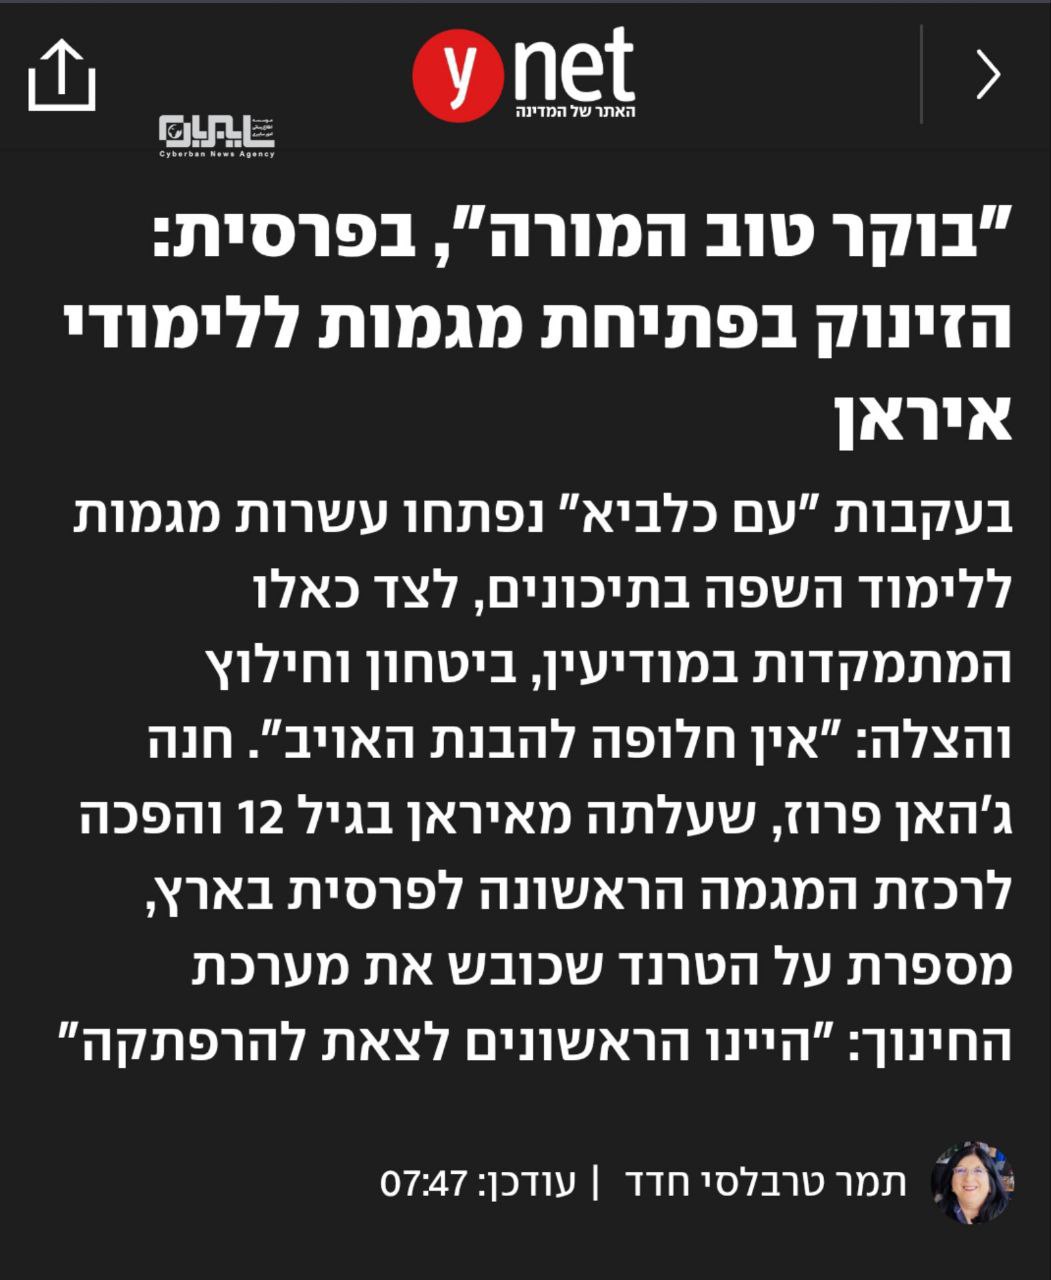 ynet
האתר של המדינה
سایبربان
موسسه
Cyberban News Agency
"בוקר טוב המורה", בפרסית:
הזינוק בפתיחת מגמות ללימודי
איראן
בעקבות "עם כלביא" נפתחו עשרות מגמות
ללימוד השפה בתיכונים, לצד כאלו
המתמקדות במודיעין, ביטחון וחילוץ
והצלה: "אין חלופה להבנת האויב". חנה
ג'האן פרוז, שעלתה מאיראן בגיל 12 והפכה
לרכזת המגמה הראשונה לפרסית בארץ,
מספרת על הטרנד שכובש את מערכת
החינוך: "היינו הראשונים לצאת להרפתקה"
תמר טרבלסי חדד | עודכן: 07:47